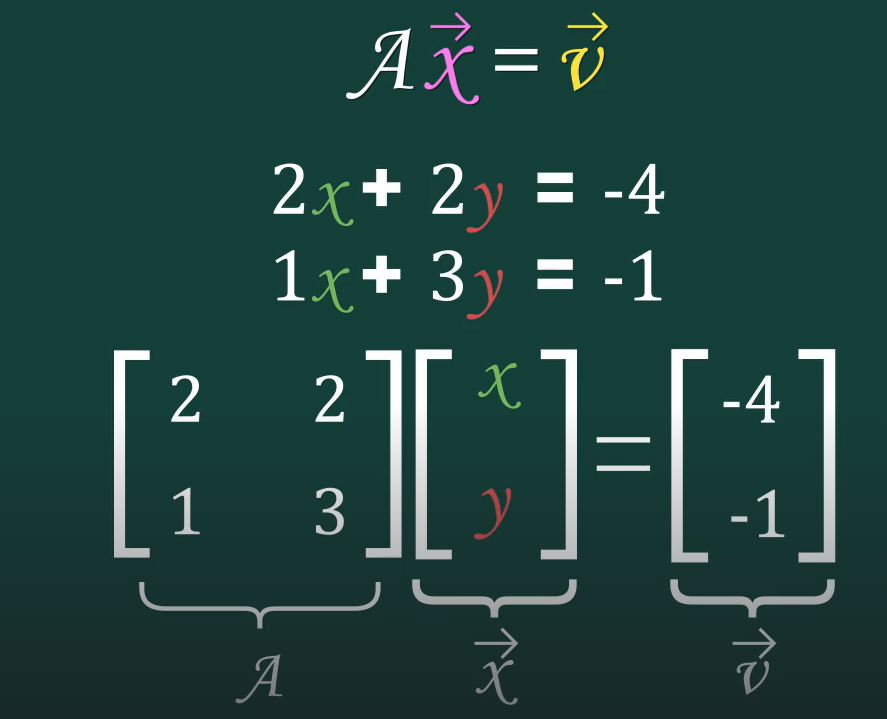 A x⃗ = v⃗
2x + 2y = -4
1x + 3y = -1
[2 2] [x] = [-4]
[1 3] [y] [-1]
A x⃗ v⃗